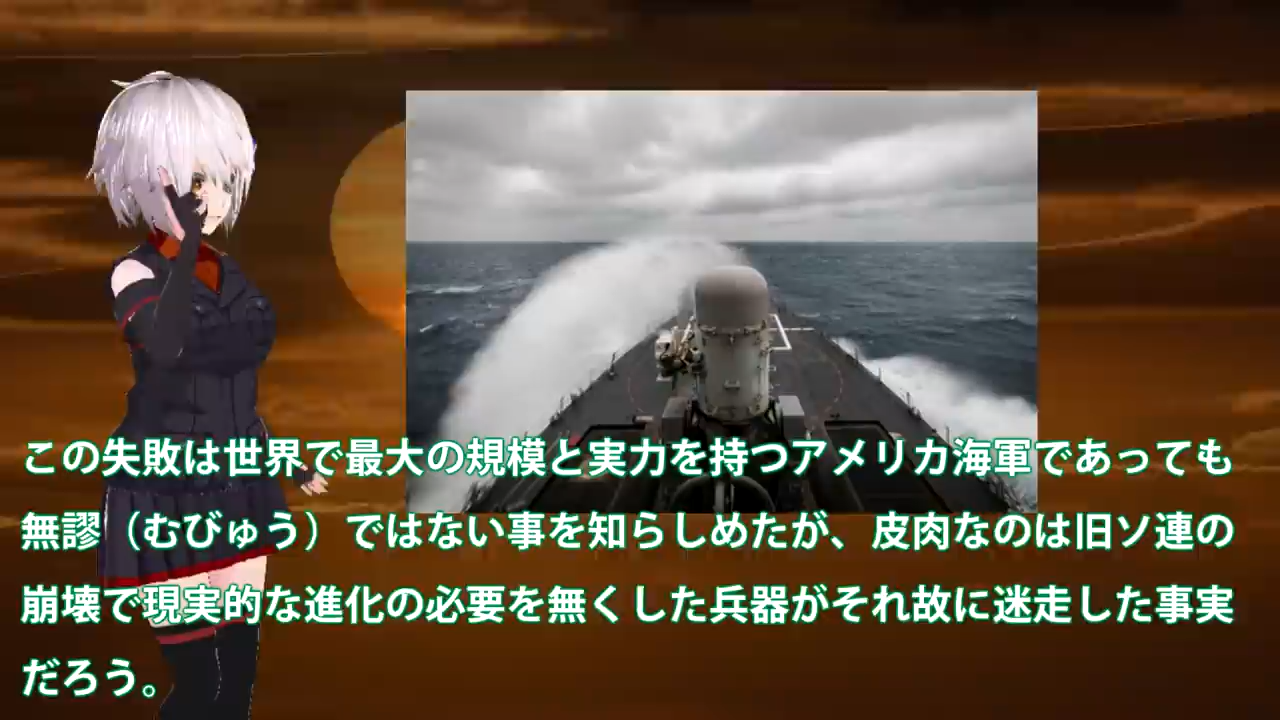 この失敗は世界で最大の規模と実力を持つアメリカ海軍であっても
無謬（むびゅう）ではない事を知らしめたが、皮肉なのは旧ソ連の
崩壊で現実的な進化の必要を無くした兵器がそれ故に迷走した事実
だろう。